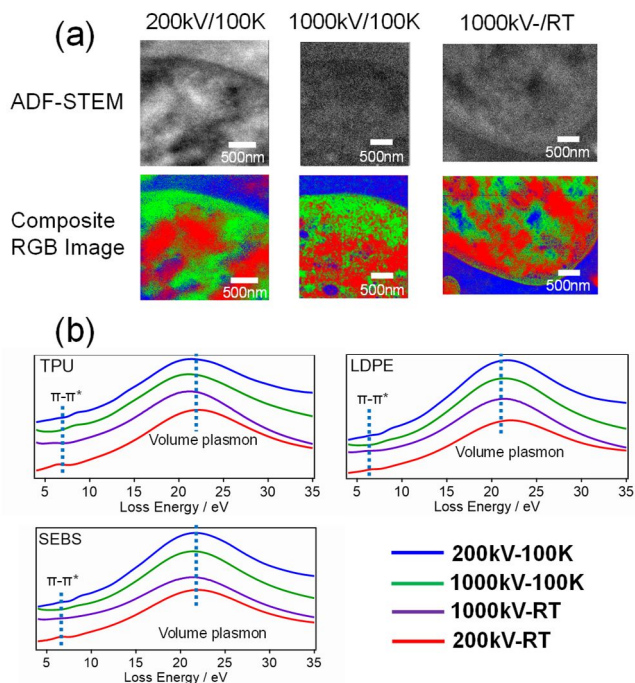 (a)
200kV/100K 1000kV/100K 1000kV-/RT
ADF-STEM
500nm 500nm 500nm
Composite
RGB Image
500nm 500nm 500nm
(b)
TPU
π-π*
Volume plasmon
5 10 15 20 25 30 35
Loss Energy / eV
LDPE
π-π*
Volume plasmon
5 10 15 20 25 30 35
Loss Energy / eV
SEBS
π-π*
Volume plasmon
5 10 15 20 25 30 35
Loss Energy / eV
200kV-100K
1000kV-100K
1000kV-RT
200kV-RT